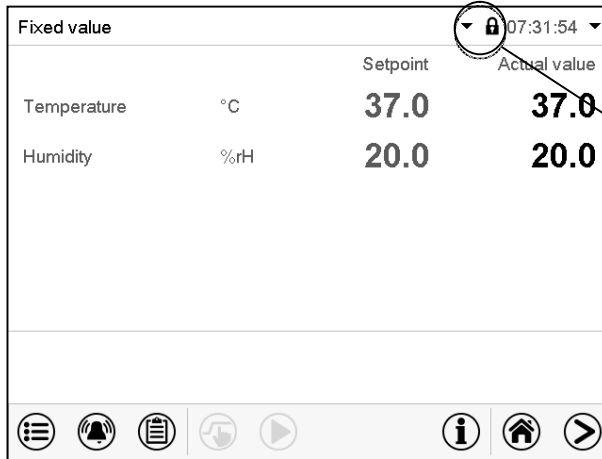 Fixed value 07:31:54
Setpoint Actual value
Temperature °C 37.0 37.0
Humidity %rH 20.0 20.0